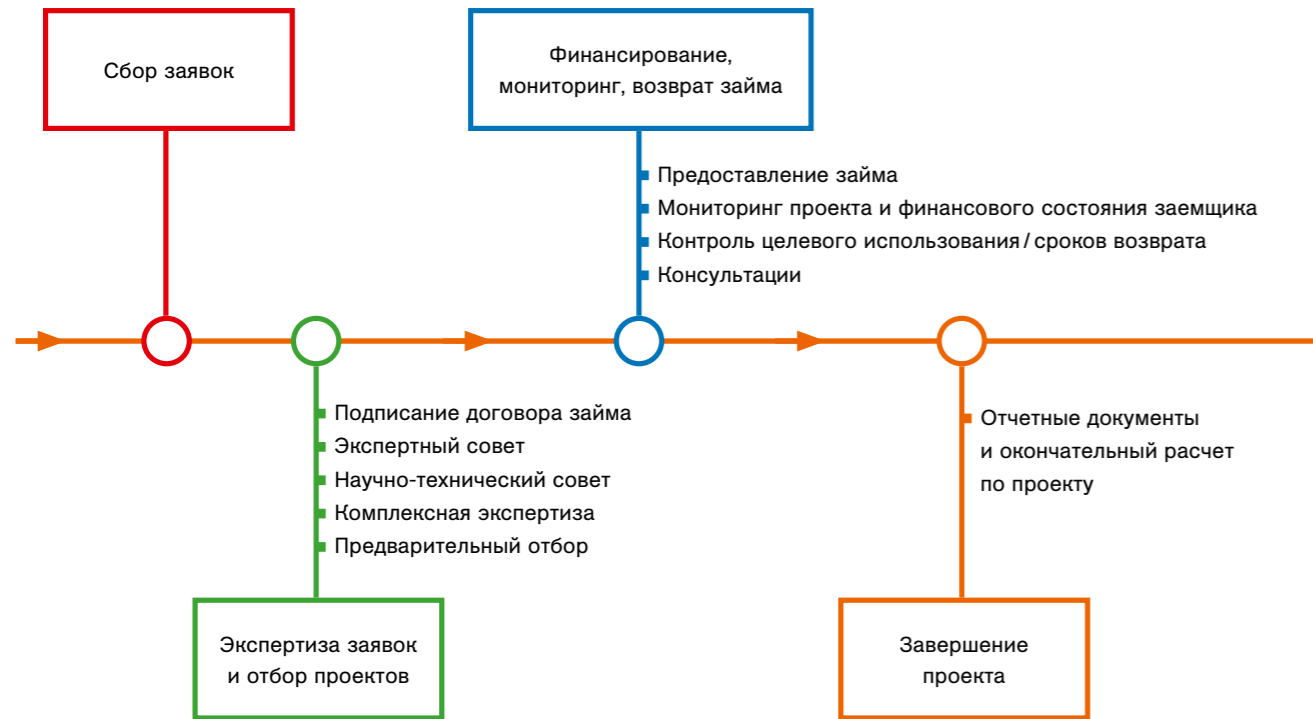 Сбор заявок
Финансирование,
мониторинг, возврат займа
Предоставление займа
Мониторинг проекта и финансового состояния заемщика
Контроль целевого использования / сроков возврата
Консультации
Подписание договора займа
Экспертный совет
Научно-технический совет
Комплексная экспертиза
Предварительный отбор
Экспертиза заявок
и отбор проектов
Отчетные документы
и окончательный расчет
по проекту
Завершение
проекта